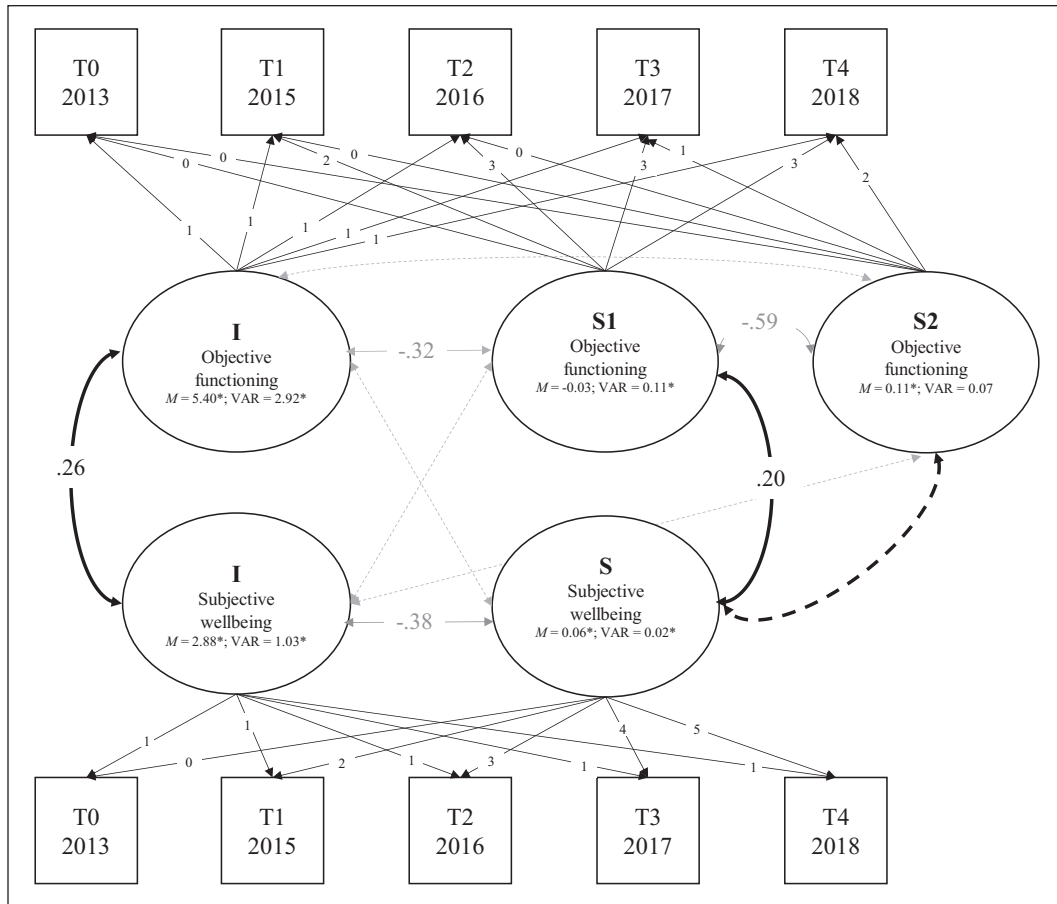 T0
2013
T1
2015
T2
2016
T3
2017
T4
2018
0
1
2
0
1
3
0
1
3
1
1
3
2
1
I
Objective
functioning
M = 5.40*; VAR = 2.92*
-.32
S1
Objective
functioning
M = -0.03; VAR = 0.11*
-.59
S2
Objective
functioning
M = 0.11*; VAR = 0.07
.26
.20
I
Subjective
wellbeing
M = 2.88*; VAR = 1.03*
-.38
S
Subjective
wellbeing
M = 0.06*; VAR = 0.02*
1
0
1
2
1
3
4
1
5
1
T0
2013
T1
2015
T2
2016
T3
2017
T4
2018